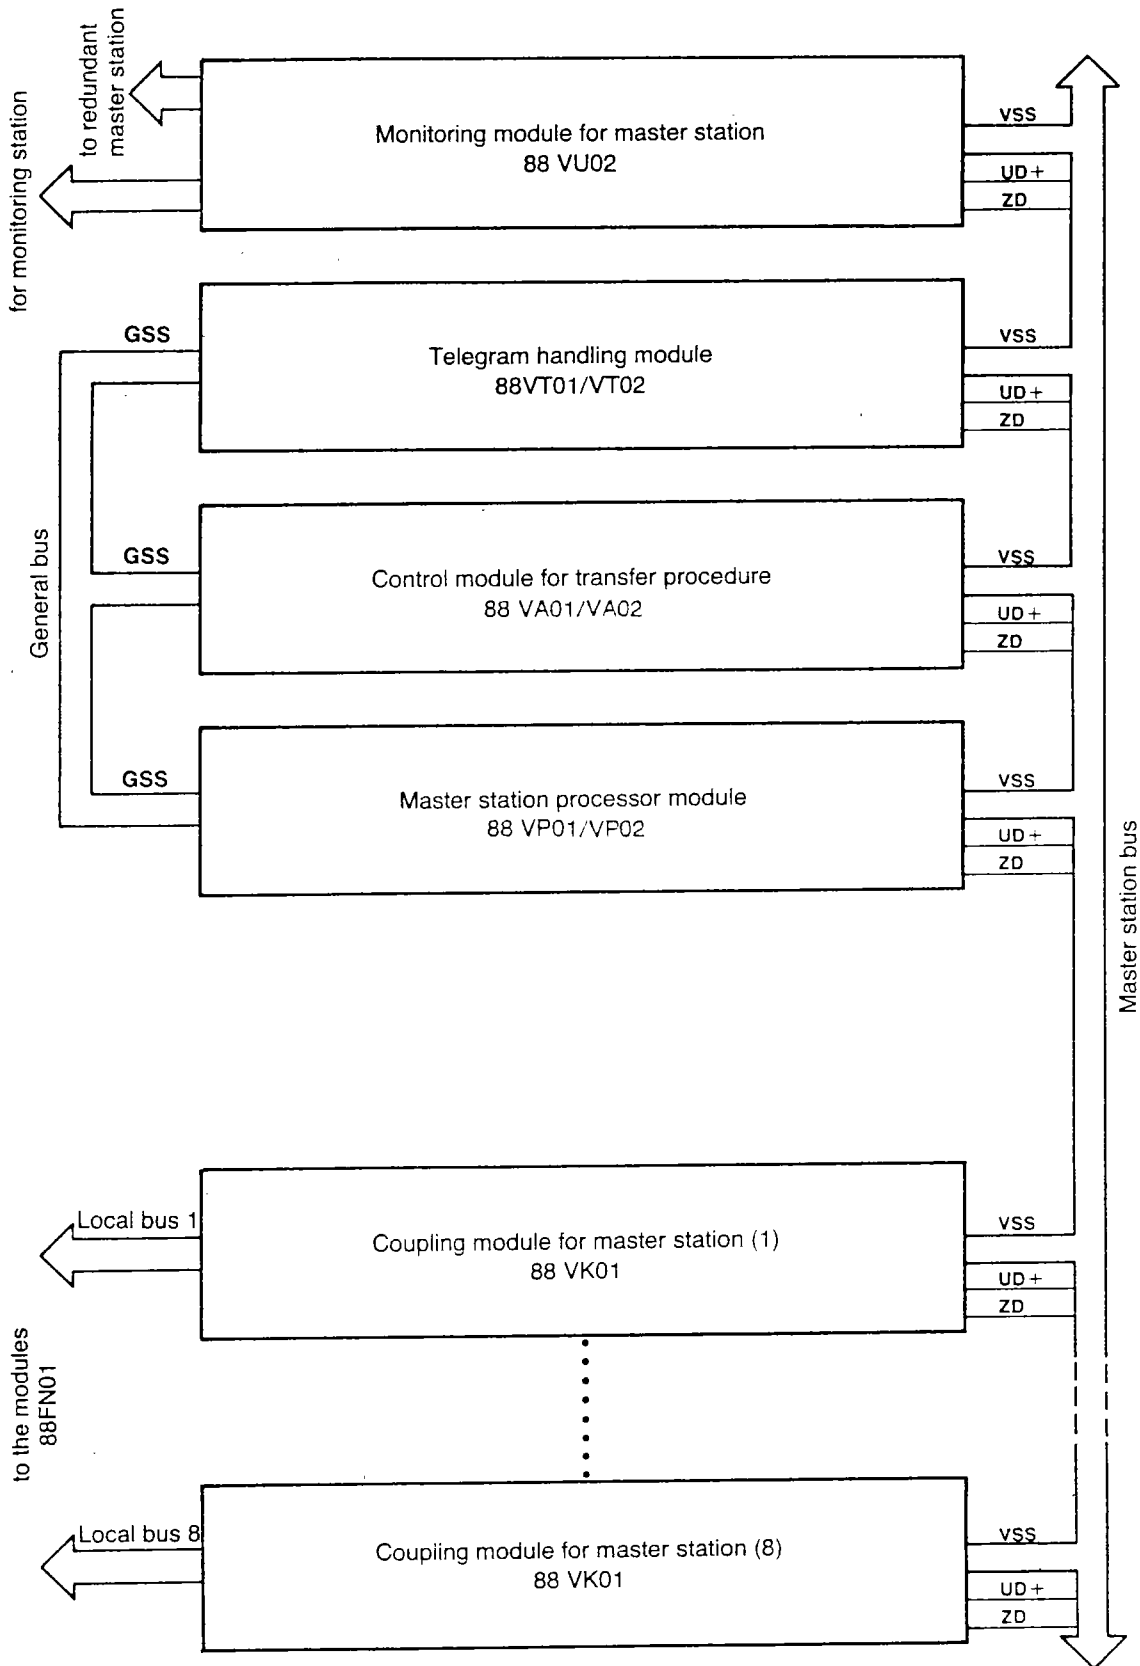 to redundant
master station
for monitoring station
Monitoring module for master station
88 VU02
VSS
UD+
ZD
GSS
Telegram handling module
88VT01/VT02
VSS
UD+
ZD
General bus
GSS
Control module for transfer procedure
88 VA01/VA02
VSS
UD+
ZD
GSS
Master station processor module
88 VP01/VP02
VSS
UD+
ZD
Master station bus
Local bus 1
Coupling module for master station (1)
88 VK01
VSS
UD+
ZD
to the modules
88FN01
Local bus 8
Coupling module for master station (8)
88 VK01
VSS
UD+
ZD